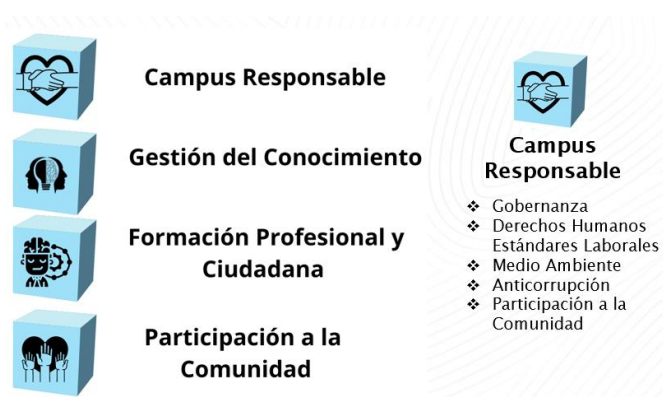 Campus Responsable
Gestión del Conocimiento
Formación Profesional y
Ciudadana
Participación a la
Comunidad
Campus
Responsable
❖ Gobernanza
❖ Derechos Humanos
Estándares Laborales
❖ Medio Ambiente
❖ Anticorrupción
❖ Participación a la
Comunidad